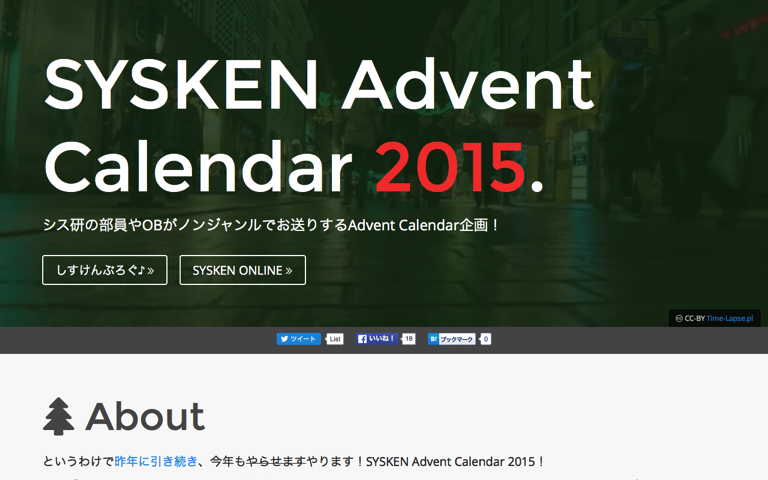 SYSKEN Advent
Calendar 2015.
シス研の部員やOBがノンジャンルでお送りするAdvent Calendar企画！
しすけんぶろぐ♪ »
SYSKEN ONLINE »
CC-BY Time-Lapse.pl
ツイート List いいね！ 18 B! ブックマーク 0
About
というわけで昨年に引き続き、今年もやらせますやります！SYSKEN Advent Calendar 2015！